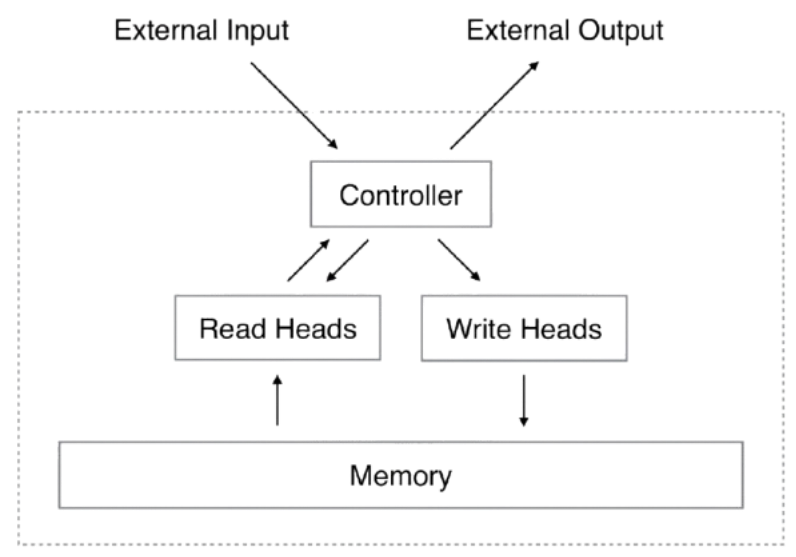 External Input
External Output
Controller
Read Heads
Write Heads
Memory